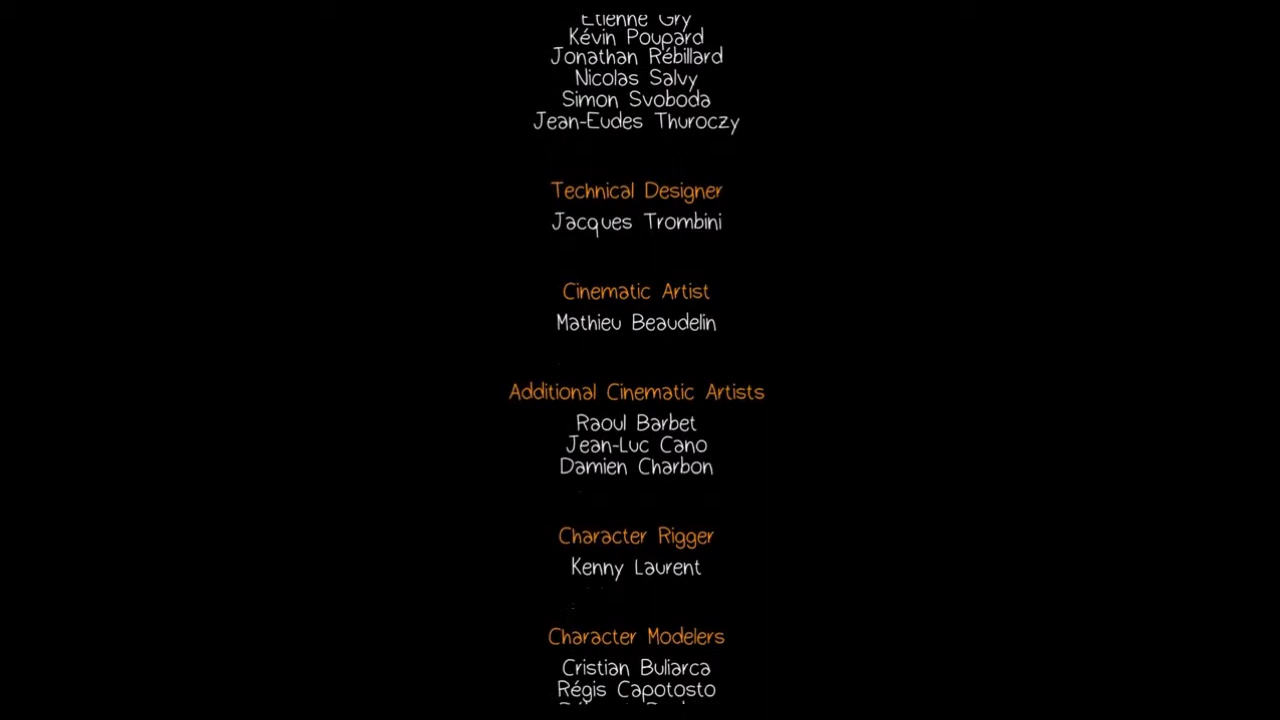 Etienne Gry
Kévin Poupard
Jonathan Rébillard
Nicolas Salvy
Simon Svoboda
Jean-Eudes Thuroczy
Technical Designer
Jacques Trombini
Cinematic Artist
Mathieu Beaudelin
Additional Cinematic Artists
Raoul Barbet
Jean-Luc Cano
Damien Charbon
Character Rigger
Kenny Laurent
Character Modelers
Cristian Buliarca
Régis Capotosto